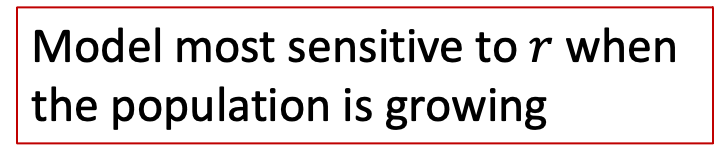 Model most sensitive to r when
the population is growing